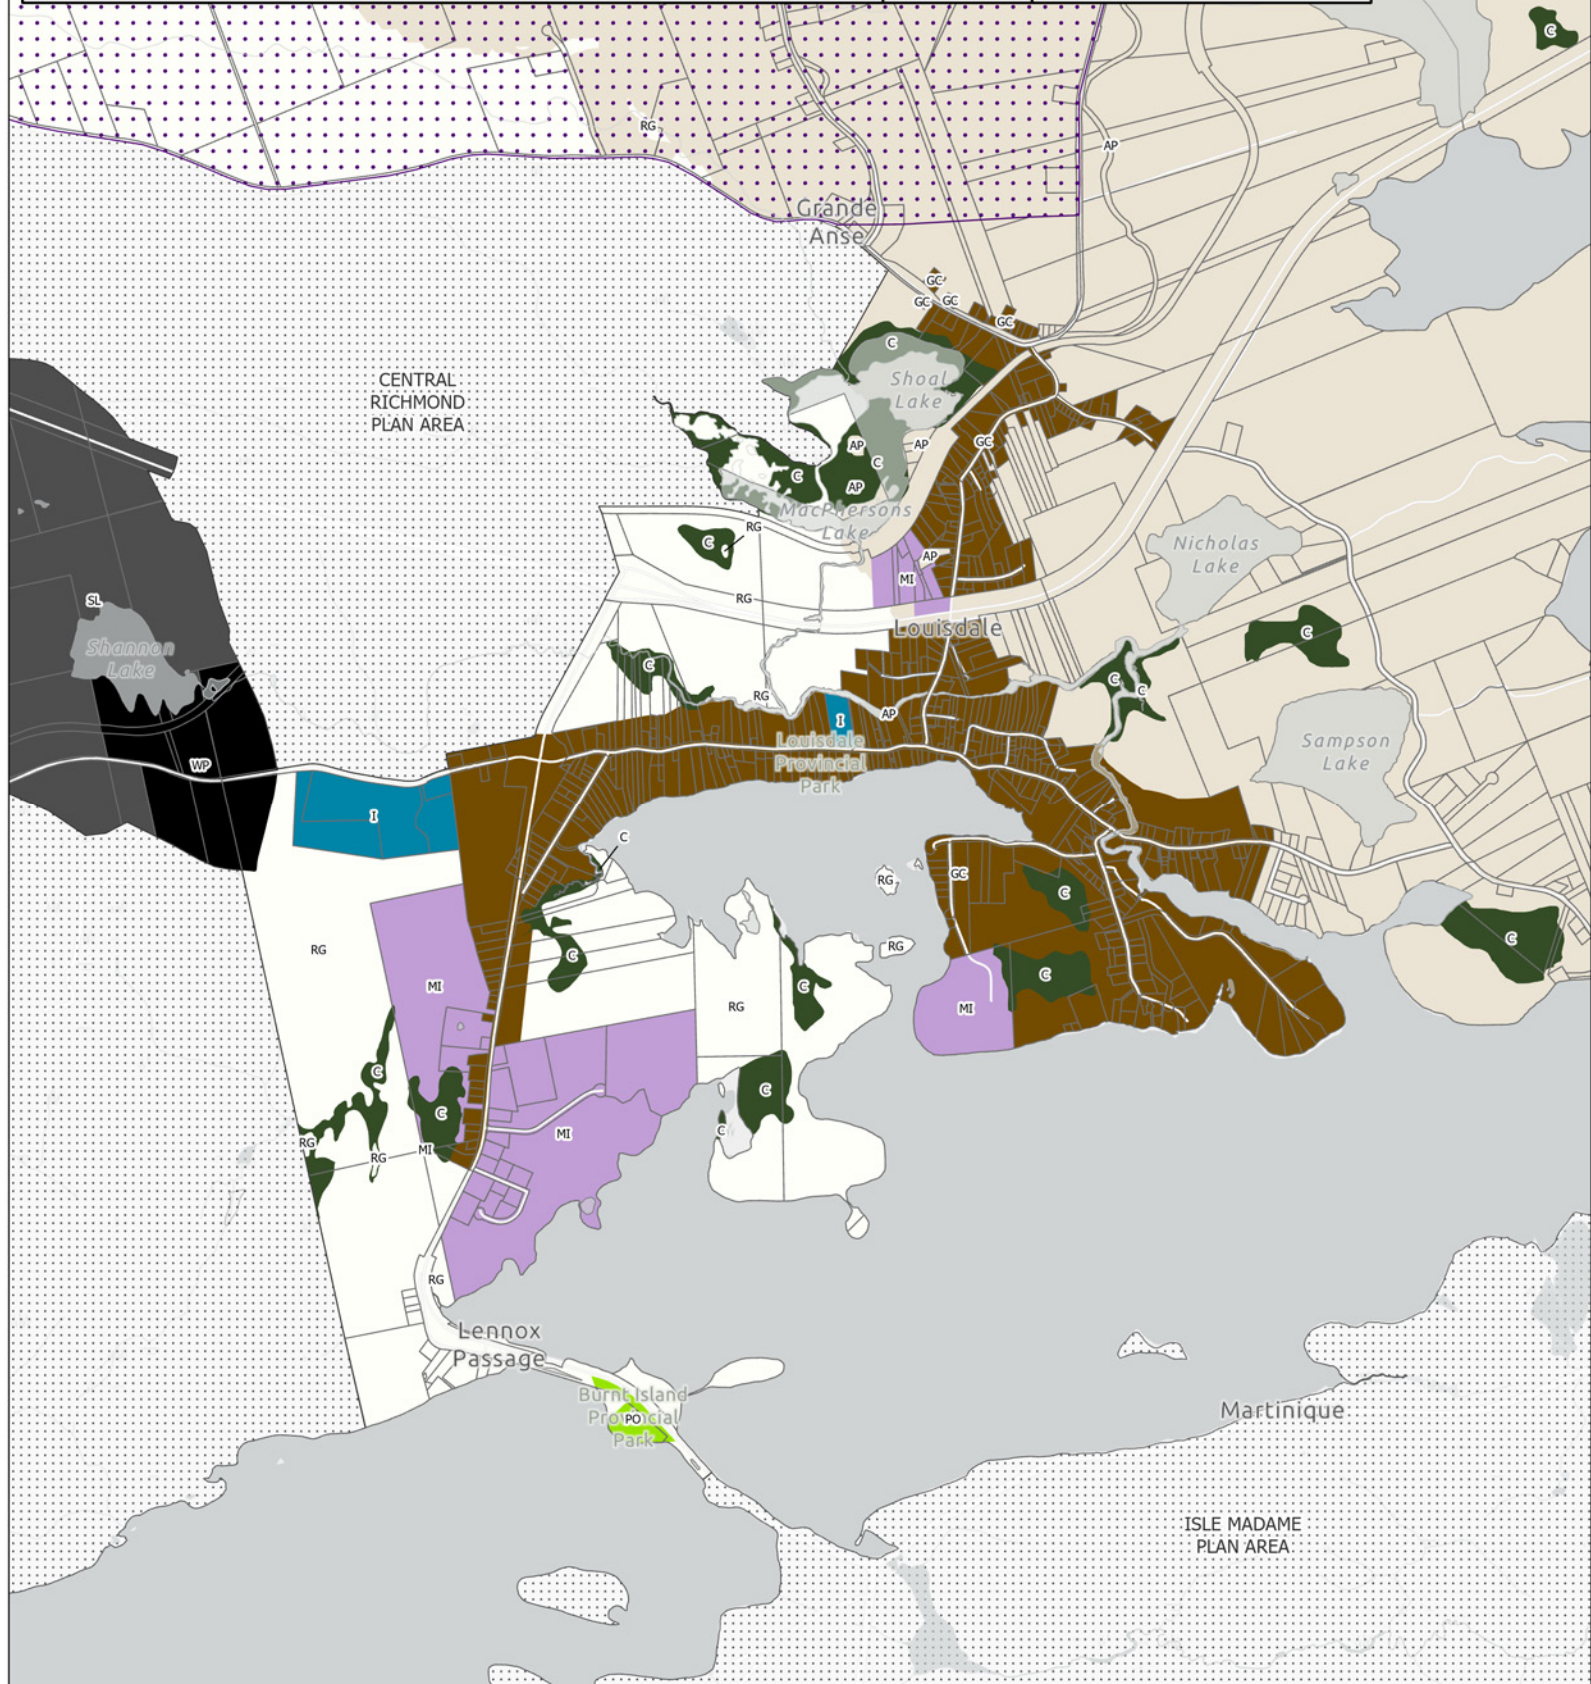 C
RG
AP
Grande
Anse
GC
GC
GC
GC
C
CENTRAL
RICHMOND
PLAN AREA
Shoal
Lake
GC
AP
AP
C
C
AP
MacPhersons
Lake
RG
C
Nicholas
Lake
AP
MI
RG
SL
Louisdale
C
Shannon
Lake
C
C
C
RG
AP
I
Louisdale
Provincial
Park
Sampson
Lake
WP
I
C
RG
GC
C
RG
RG
C
C
C
MI
C
RG
MI
C
C
C
MI
C
RG
MI
RG
RG
Lennox
Passage
Burnt Island
Provincial
Park
PO
Martinique
ISLE MADAME
PLAN AREA